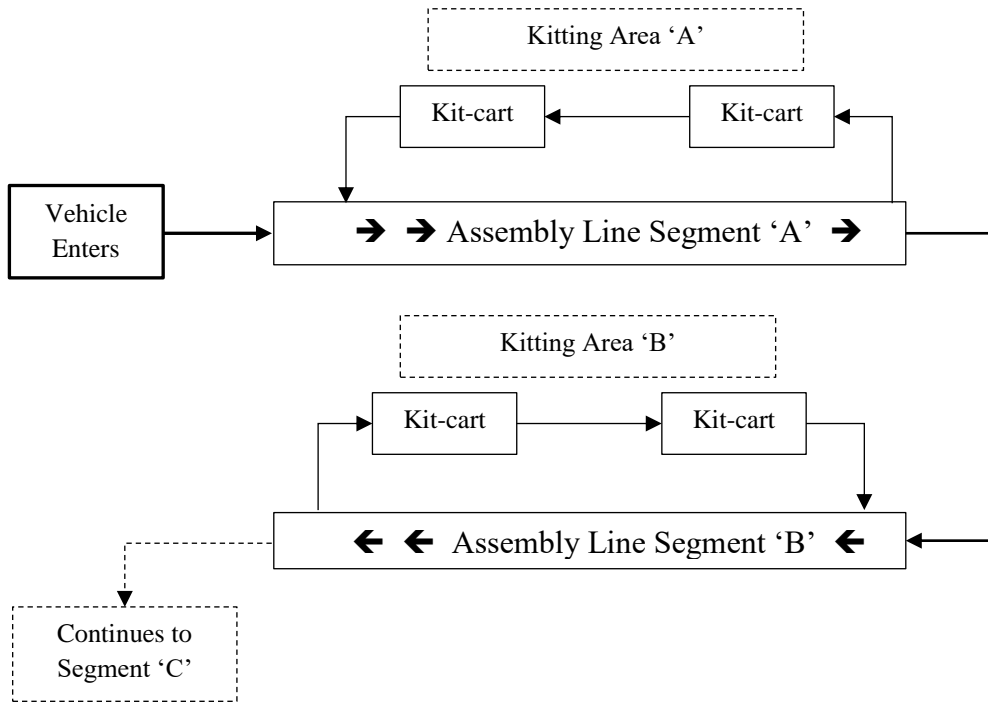 Kitting Area ‘A’
Kit-cart
Kit-cart
Vehicle
Enters
➔ ➔ Assembly Line Segment ‘A’ ➔
Kitting Area ‘B’
Kit-cart
Kit-cart
🡸 🡸 Assembly Line Segment ‘B’ 🡸
Continues to
Segment ‘C’